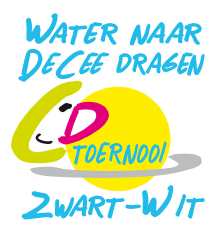 WATER NAAR
DECEE DRAGEN
CD
TOERNOOI
ZWART-WIT